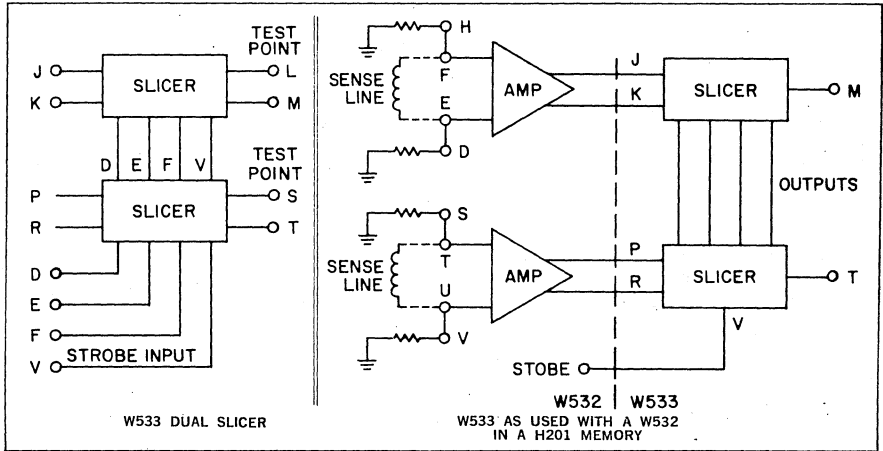 TEST
POINT
J
SLICER
L
K
M
D E F V
TEST
POINT
P
SLICER
S
R
T
D
E
F
STROBE INPUT
V
W533 DUAL SLICER
H
F
SENSE
LINE
E
D
AMP
J
K
SLICER
M
OUTPUTS
S
T
SENSE
LINE
U
V
AMP
P
R
SLICER
T
V
STOBE
W532
W533
W533 AS USED WITH A W532
IN A H201 MEMORY